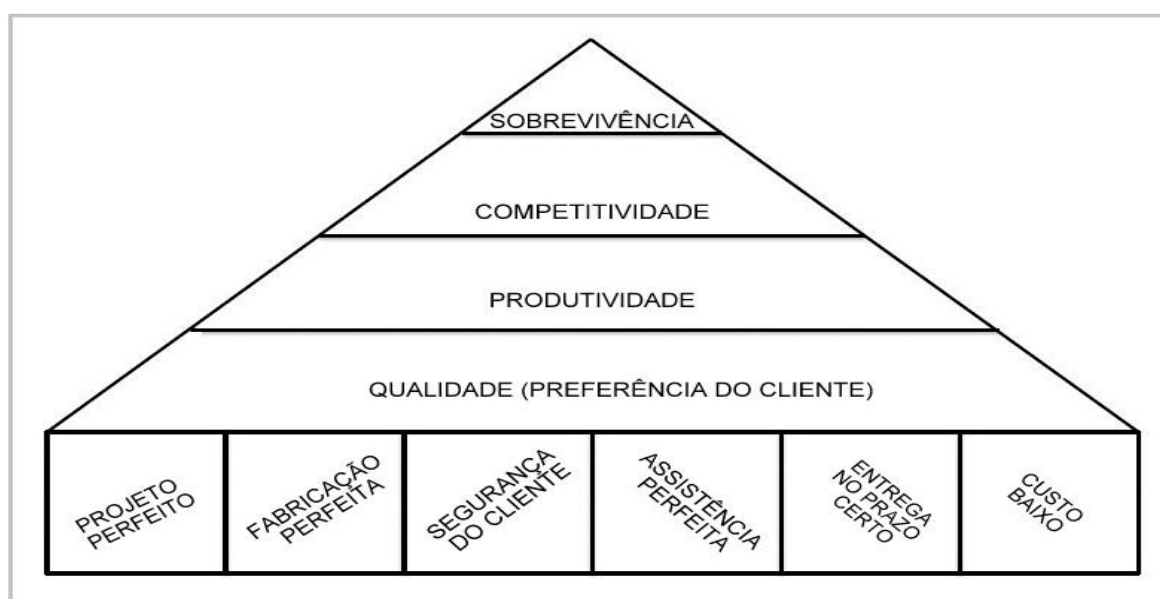 SOBREVIVÊNCIA
COMPETITIVIDADE
PRODUTIVIDADE
QUALIDADE (PREFERÊNCIA DO CLIENTE)
PROJETO
PERFEITO
FABRICAÇÃO
PERFEITA
SEGURANÇA
DO CLIENTE
ASSISTÊNCIA
PERFEITA
ENTREGA
NO PRAZO
CERTO
CUSTO
BAIXO